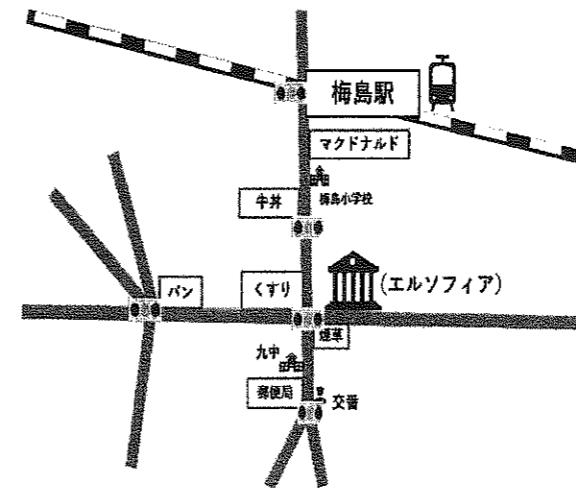 梅島駅
マクドナルド
梅島小学校
牛丼
パン
くすり
(エルソフィア)
煙草
九中
郵便局
交番